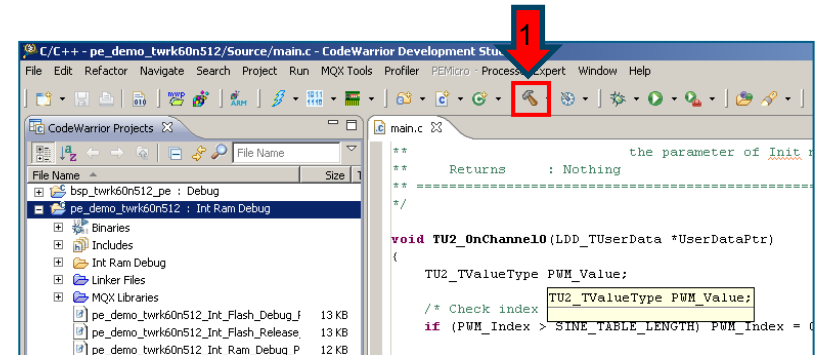 1
C/C++ - pe_demo_twrk60n512/Source/main.c - CodeWarrior Development
File Edit Refactor Navigate Search Project Run MQX Tools Profiler PEMicro Processor Expert Window Help
CodeWarrior Projects
main.c
File Name
File Name Size
bsp_twrk60n512_pe : Debug
pe_demo_twrk60n512 : Int Ram Debug
Binaries
Includes
Int Ram Debug
Linker Files
MQX Libraries
pe_demo_twrk60n512_Int_Flash_Debug_ 13 KB
pe_demo_twrk60n512_Int_Flash_Release_ 13 KB
pe_demo_twrk60n512_Int_Ram_Debug_P 12 KB
** the parameter of Init
** Returns : Nothing
** ====================================================
*/
void TU2_OnChannel0(LDD_TUserData *UserDataPtr)
{
TU2_TValueType PWM_Value;
TU2_TValueType PWM_Value;
/* Check index
if (PWM_Index > SINE_TABLE_LENGTH) PWM_Index =